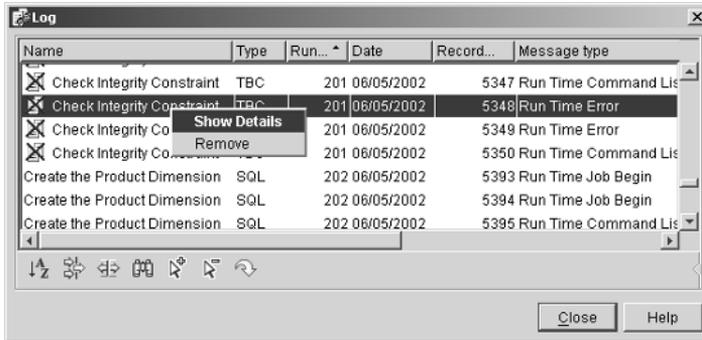 Log
Name Type Run... Date Record... Message type
Check Integrity Constraint TBC 201 06/05/2002 5347 Run Time Command Lis
Check Integrity Constraint TBC 201 06/05/2002 5348 Run Time Error
Check Integrity Co 201 06/05/2002 5349 Run Time Error
Show Details
Remove
Check Integrity Co 201 06/05/2002 5350 Run Time Command Lis
Create the Product Dimension SQL 202 06/05/2002 5393 Run Time Job Begin
Create the Product Dimension SQL 202 06/05/2002 5394 Run Time Job Begin
Create the Product Dimension SQL 202 06/05/2002 5395 Run Time Command Lis
Close Help